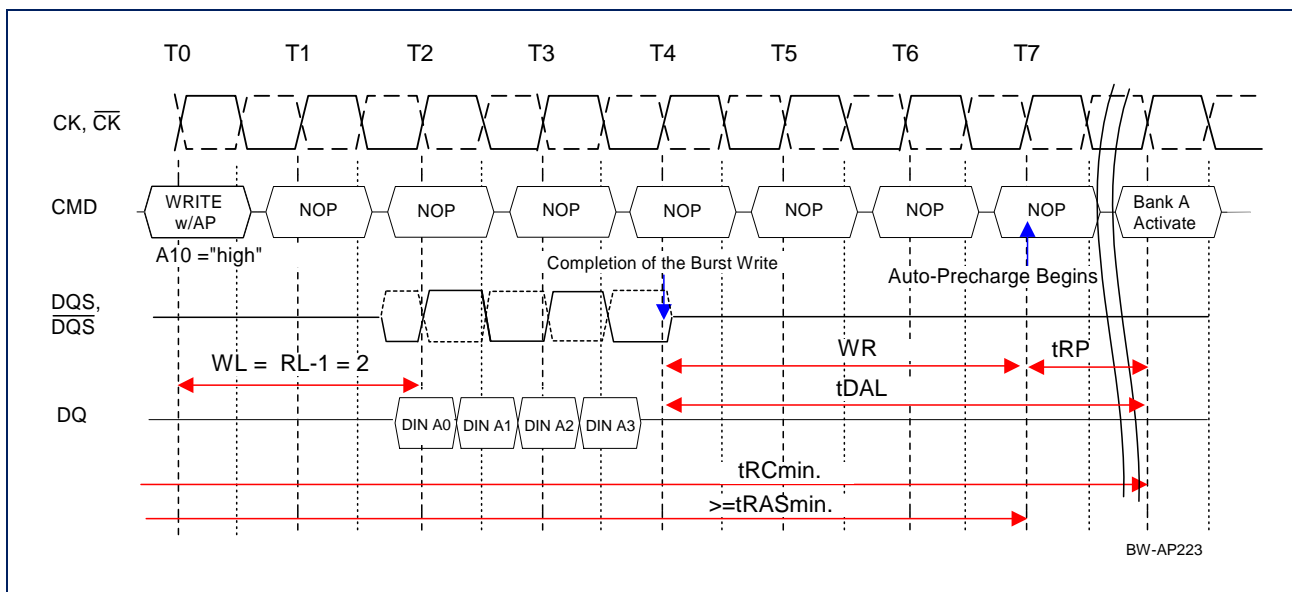 T0 T1 T2 T3 T4 T5 T6 T7
CK, CK
CMD
WRITE w/AP
NOP NOP NOP NOP NOP NOP NOP
Bank A Activate
A10 ="high"
Completion of the Burst Write
Auto-Precharge Begins
DQS,
DQS
WL = RL-1 = 2
WR
tRP
tDAL
DQ
DIN A0 DIN A1 DIN A2 DIN A3
tRCmin.
>=tRASmin.
BW-AP223